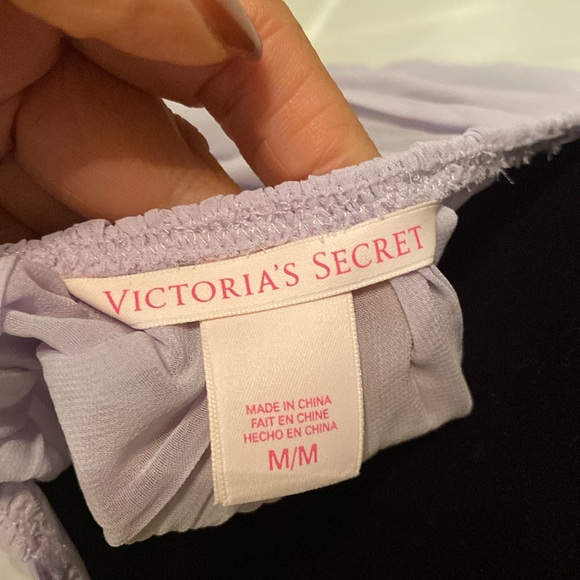 VICTORIA'S SECRET
MADE IN CHINA
FAIT EN CHINE
HECHO EN CHINA
M/M